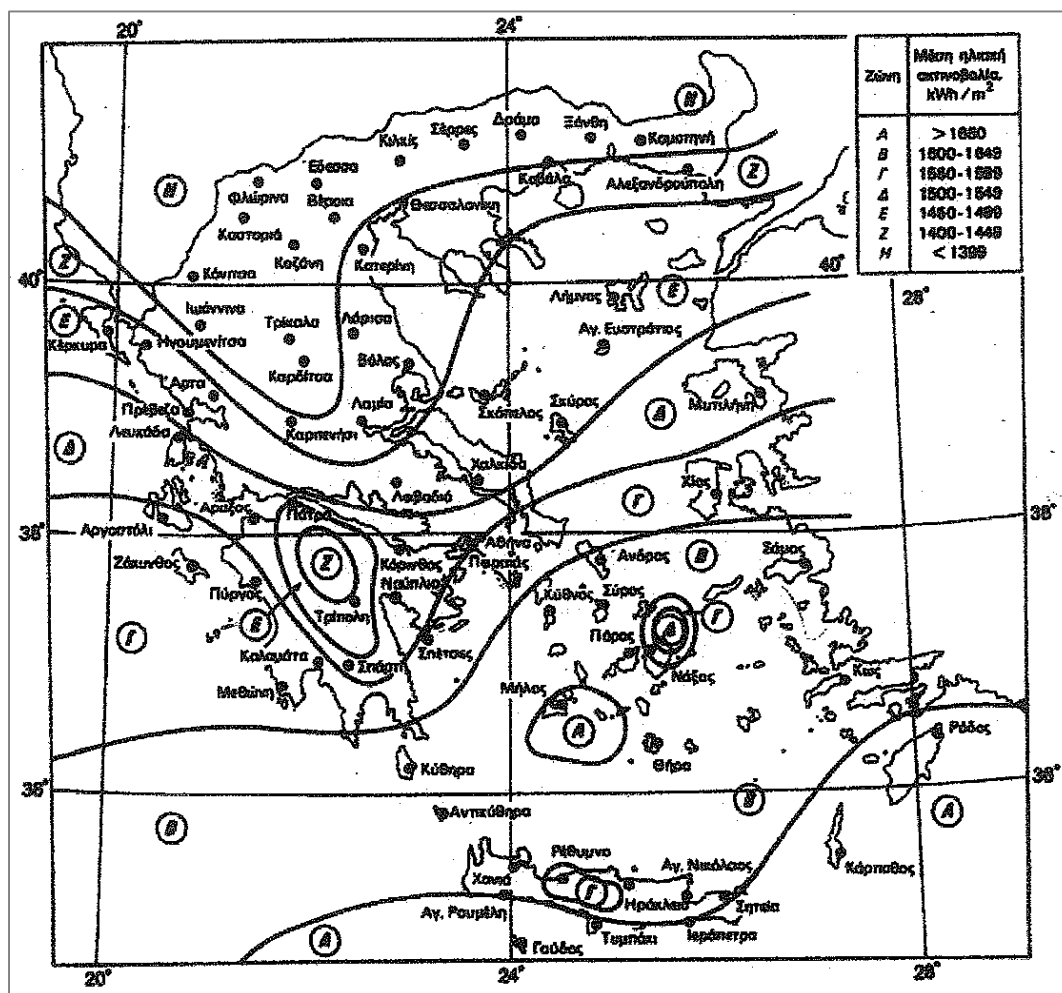 20°
24°
Ζώνη
Μέση ηλιακή
ακτινοβολία,
kWh/m²
Α >1650
Β 1600-1649
Γ 1550-1599
Δ 1500-1549
Ε 1450-1499
Ζ 1400-1449
Η <1399
Η
Δράμα
Ξάνθη
Σέρρες
Κομοτηνή
Κιλκίς
Έδεσσα
Καβάλα
Αλεξανδρούπολη
Ζ
Η
Φλώρινα
Βέροια
Θεσσαλονίκη
Καστοριά
Κοζάνη
Κατερίνη
Ζ
Κόνιτσα
40°
40°
Λήμνος
Ε
28°
Ε
Ιωάννινα
Τρίκαλα
Λάρισα
Αγ. Ευστράτιος
Κέρκυρα
Ηγουμενίτσα
Καρδίτσα
Βόλος
Άρτα
Λαμία
Σκόπελος
Σκύρος
Δ
Μυτιλήνη
Πρέβεζα
Λευκάδα
Καρπενήσι
Δ
Χαλκίδα
Λειβαδιά
Χίος
Γ
Άραξος
Πάτρα
Αργοστόλι
38°
38°
Αθήνα
Ζάκυνθος
Ζ
Κόρινθος
Πειραιάς
Άνδρος
Β
Σάμος
Ναύπλιο
Πύργος
Κύθνος
Σύρος
Γ
Τρίπολη
Γ
Ε
Πάρος
Δ
Σπέτσες
Καλαμάτα
Σπάρτη
Νάξος
Κως
Μεθώνη
Μήλος
Α
Ρόδος
Θήρα
Κύθηρα
36°
36°
Αντικύθηρα
Β
Β
Α
Ρέθυμνο
Αγ. Νικόλαος
Κάρπαθος
Χανιά
Γ
Ηράκλειο
Σητεία
Αγ. Ρουμέλη
Τυμπάκι
Ιεράπετρα
Α
Γαύδος
20°
24°
28°